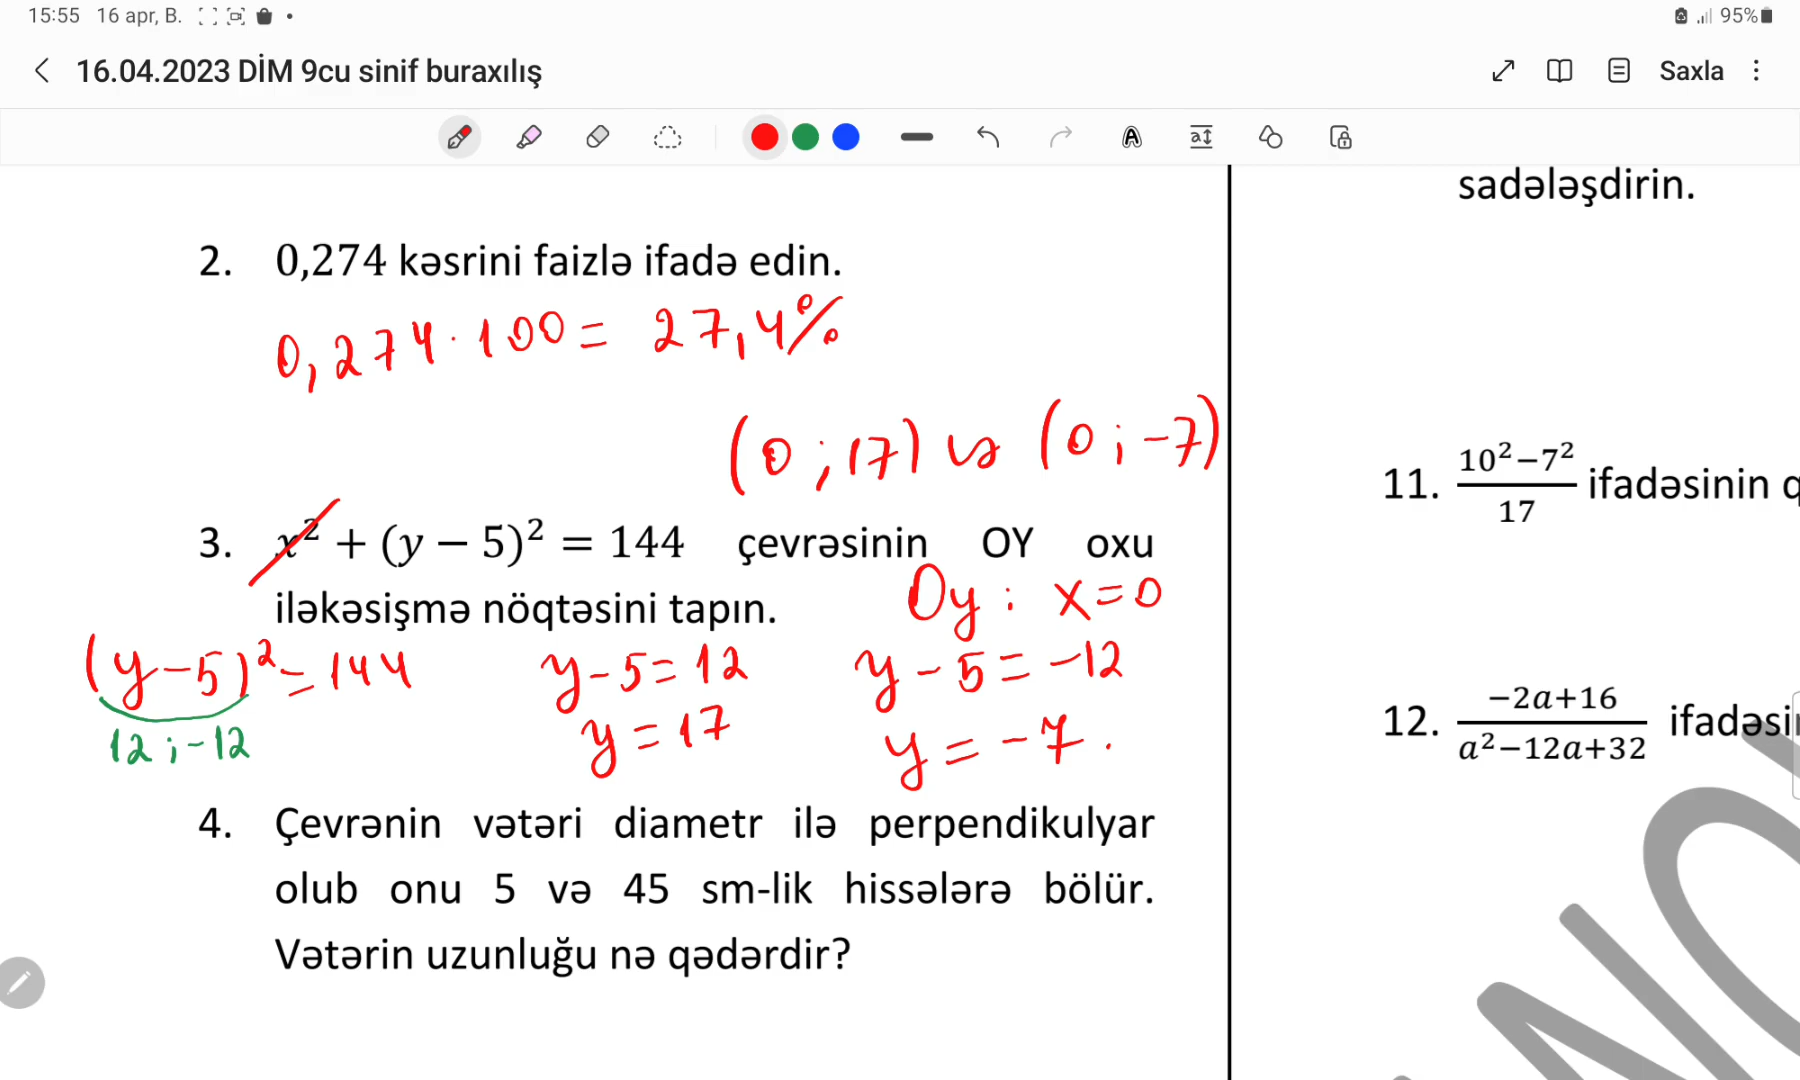 15:55 16 apr, B. 95%
16.04.2023 DİM 9cu sinif buraxılış
Saxla
2. 0,274 kəsrini faizlə ifadə edin.
0,274 · 100 = 27,4%
(0 ; 17) və (0 ; -7)
3. x² + (y − 5)² = 144 çevrəsinin OY oxu
iləkəsişmə nöqtəsini tapın.
Oy : x = 0
(y-5)² = 144 y-5 = 12 y-5 = -12
12 ; -12 y = 17 y = -7.
4. Çevrənin vətəri diametr ilə perpendikulyar
olub onu 5 və 45 sm-lik hissələrə bölür.
Vətərin uzunluğu nə qədərdir?
sadələşdirin.
11. (10²−7²)/17 ifadəsinin q
12. (−2a+16)/(a²−12a+32) ifadəsi